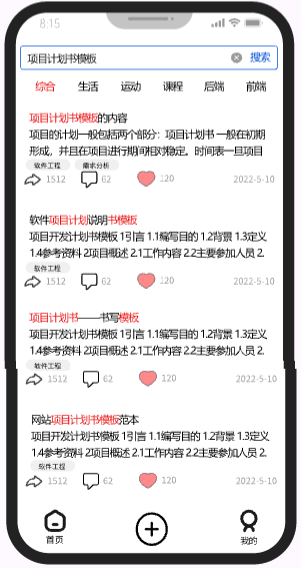 8:15
项目计划书模板 搜索
综合 生活 运动 课程 后端 前端
项目计划书模板的内容
项目的计划一般包括两个部分：项目计划书 一般在初期
形成，并且在项目进行期间相对稳定。时间表一旦项目
软件工程 需求分析
1512 62 120 2022-5-10
软件项目计划说明书模板
项目开发计划书模板 1引言 1.1编写目的 1.2背景 1.3定义
1.4参考资料 2项目概述 2.1工作内容 2.2主要参加人员 2.
软件工程
1512 62 120 2022-5-10
项目计划书——书写模板
项目开发计划书模板 1引言 1.1编写目的 1.2背景 1.3定义
1.4参考资料 2项目概述 2.1工作内容 2.2主要参加人员 2.
软件工程
1512 62 120 2022-5-10
网站项目计划书模板范本
项目开发计划书模板 1引言 1.1编写目的 1.2背景 1.3定义
1.4参考资料 2项目概述 2.1工作内容 2.2主要参加人员 2.
软件工程
1512 62 120 2022-5-10
首页 我的